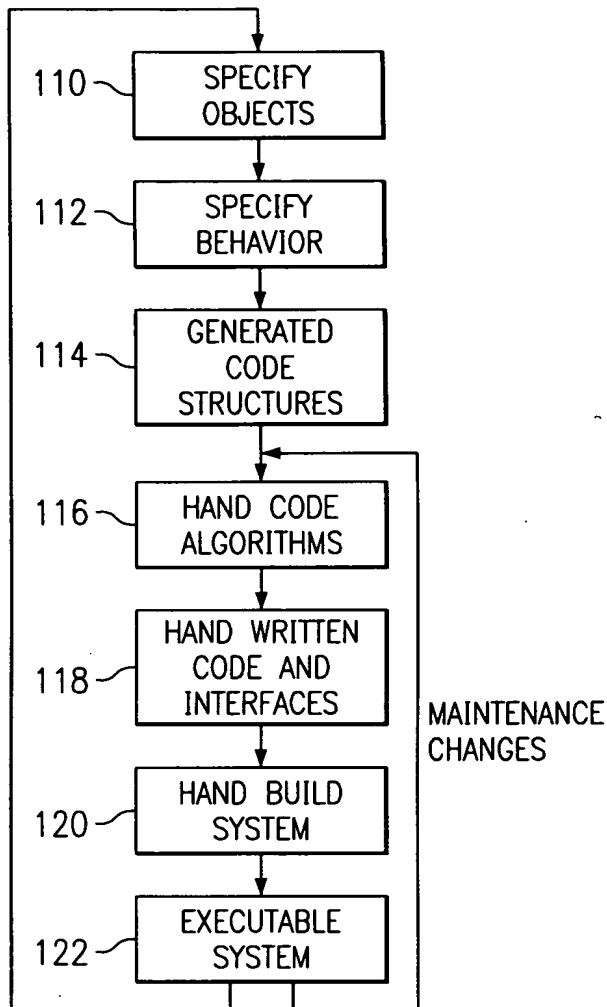 110
SPECIFY
OBJECTS
112
SPECIFY
BEHAVIOR
114
GENERATED
CODE
STRUCTURES
116
HAND CODE
ALGORITHMS
118
HAND WRITTEN
CODE AND
INTERFACES
MAINTENANCE
CHANGES
120
HAND BUILD
SYSTEM
122
EXECUTABLE
SYSTEM